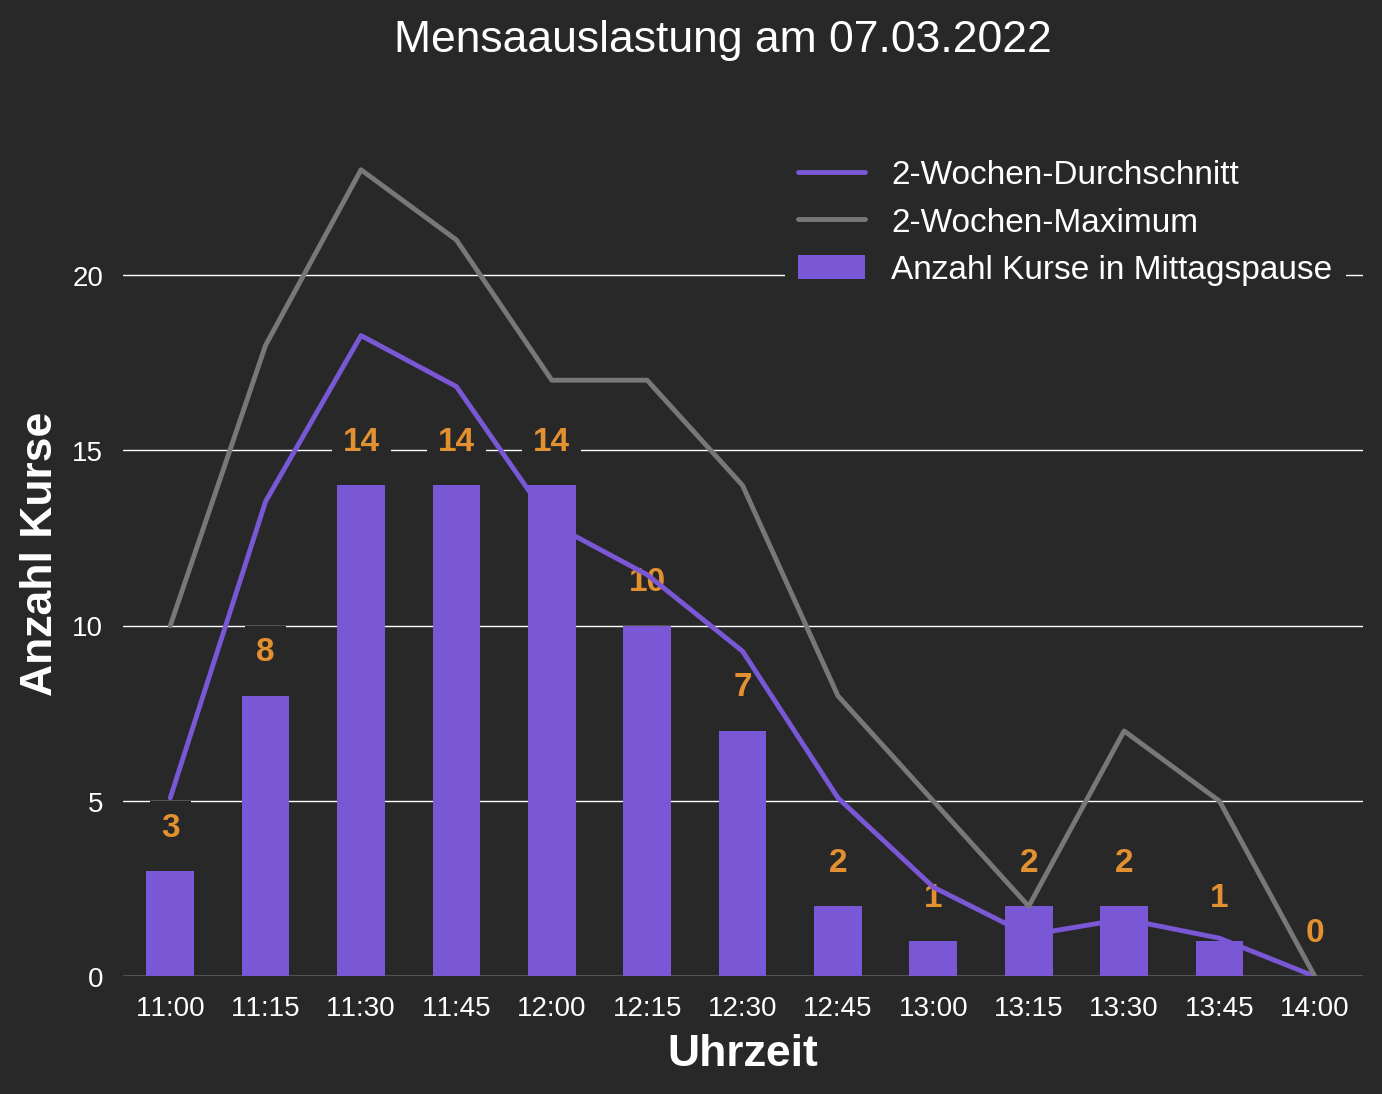 Mensaauslastung am 07.03.2022
2-Wochen-Durchschnitt
2-Wochen-Maximum
Anzahl Kurse in Mittagspause
Anzahl Kurse
20
15
10
5
0
3
8
14
14
14
10
7
2
1
2
2
1
0
11:00 11:15 11:30 11:45 12:00 12:15 12:30 12:45 13:00 13:15 13:30 13:45 14:00
Uhrzeit